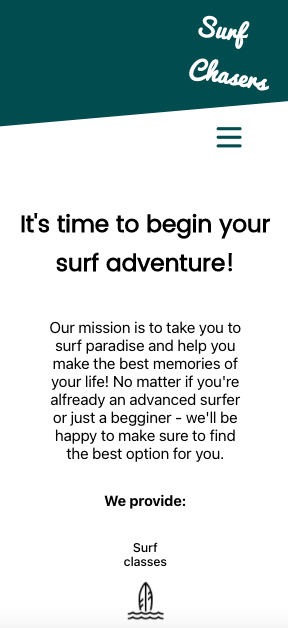 Surf
Chasers
It's time to begin your
surf adventure!
Our mission is to take you to
surf paradise and help you
make the best memories of
your life! No matter if you're
alfready an advanced surfer
or just a begginer - we'll be
happy to make sure to find
the best option for you.
We provide:
Surf
classes